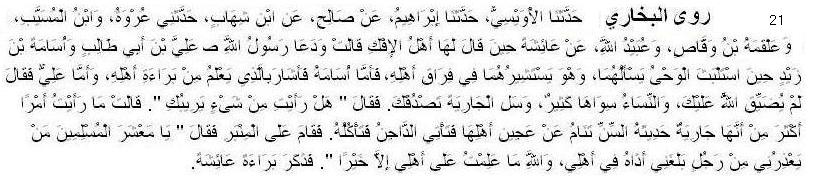 21 روى البخاري حَدَّثَنَا الأُوَيْسِيُّ، حَدَّثَنَا إِبْرَاهِيمُ، عَنْ صَالِحٍ، عَنِ ابْنِ شِهَابٍ، حَدَّثَنِي عُرْوَةُ، وَابْنُ الْمُسَيَّبِ،
وَعَلْقَمَةُ بْنُ وَقَّاصٍ، وَعُبَيْدُ اللَّهِ، عَنْ عَائِشَةَ حِينَ قَالَ لَهَا أَهْلُ الإِفْكِ قَالَتْ وَدَعَا رَسُولُ اللَّهِ ص عَلِيَّ بْنَ أَبِي طَالِبٍ وَأُسَامَةَ بْنَ
زَيْدٍ حِينَ اسْتَلْبَثَ الْوَحْىُ يَسْأَلُهُمَا، وَهْوَ يَسْتَشِيرُهُمَا فِي فِرَاقِ أَهْلِهِ، فَأَمَّا أُسَامَةُ فَأَشَارَ بِالَّذِي يَعْلَمُ مِنْ بَرَاءَةِ أَهْلِهِ، وَأَمَّا عَلِيٌّ فَقَالَ
لَمْ يُضَيِّقِ اللَّهُ عَلَيْكَ، وَالنِّسَاءُ سِوَاهَا كَثِيرٌ، وَسَلِ الْجَارِيَةَ تَصْدُقْكَ. فَقَالَ " هَلْ رَأَيْتِ مِنْ شَىْءٍ يَرِيبُكِ ". قَالَتْ مَا رَأَيْتُ أَمْرًا
أَكْثَرَ مِنْ أَنَّهَا جَارِيَةٌ حَدِيثَةُ السِّنِّ تَنَامُ عَنْ عَجِينِ أَهْلِهَا فَتَأْتِي الدَّاجِنُ فَتَأْكُلُهُ. فَقَامَ عَلَى الْمِنْبَرِ فَقَالَ " يَا مَعْشَرَ الْمُسْلِمِينَ مَنْ
يَعْذِرُنِي مِنْ رَجُلٍ بَلَغَنِي أَذَاهُ فِي أَهْلِي، وَاللَّهِ مَا عَلِمْتُ عَلَى أَهْلِي إِلاَّ خَيْرًا ". فَذَكَرَ بَرَاءَةَ عَائِشَةَ.